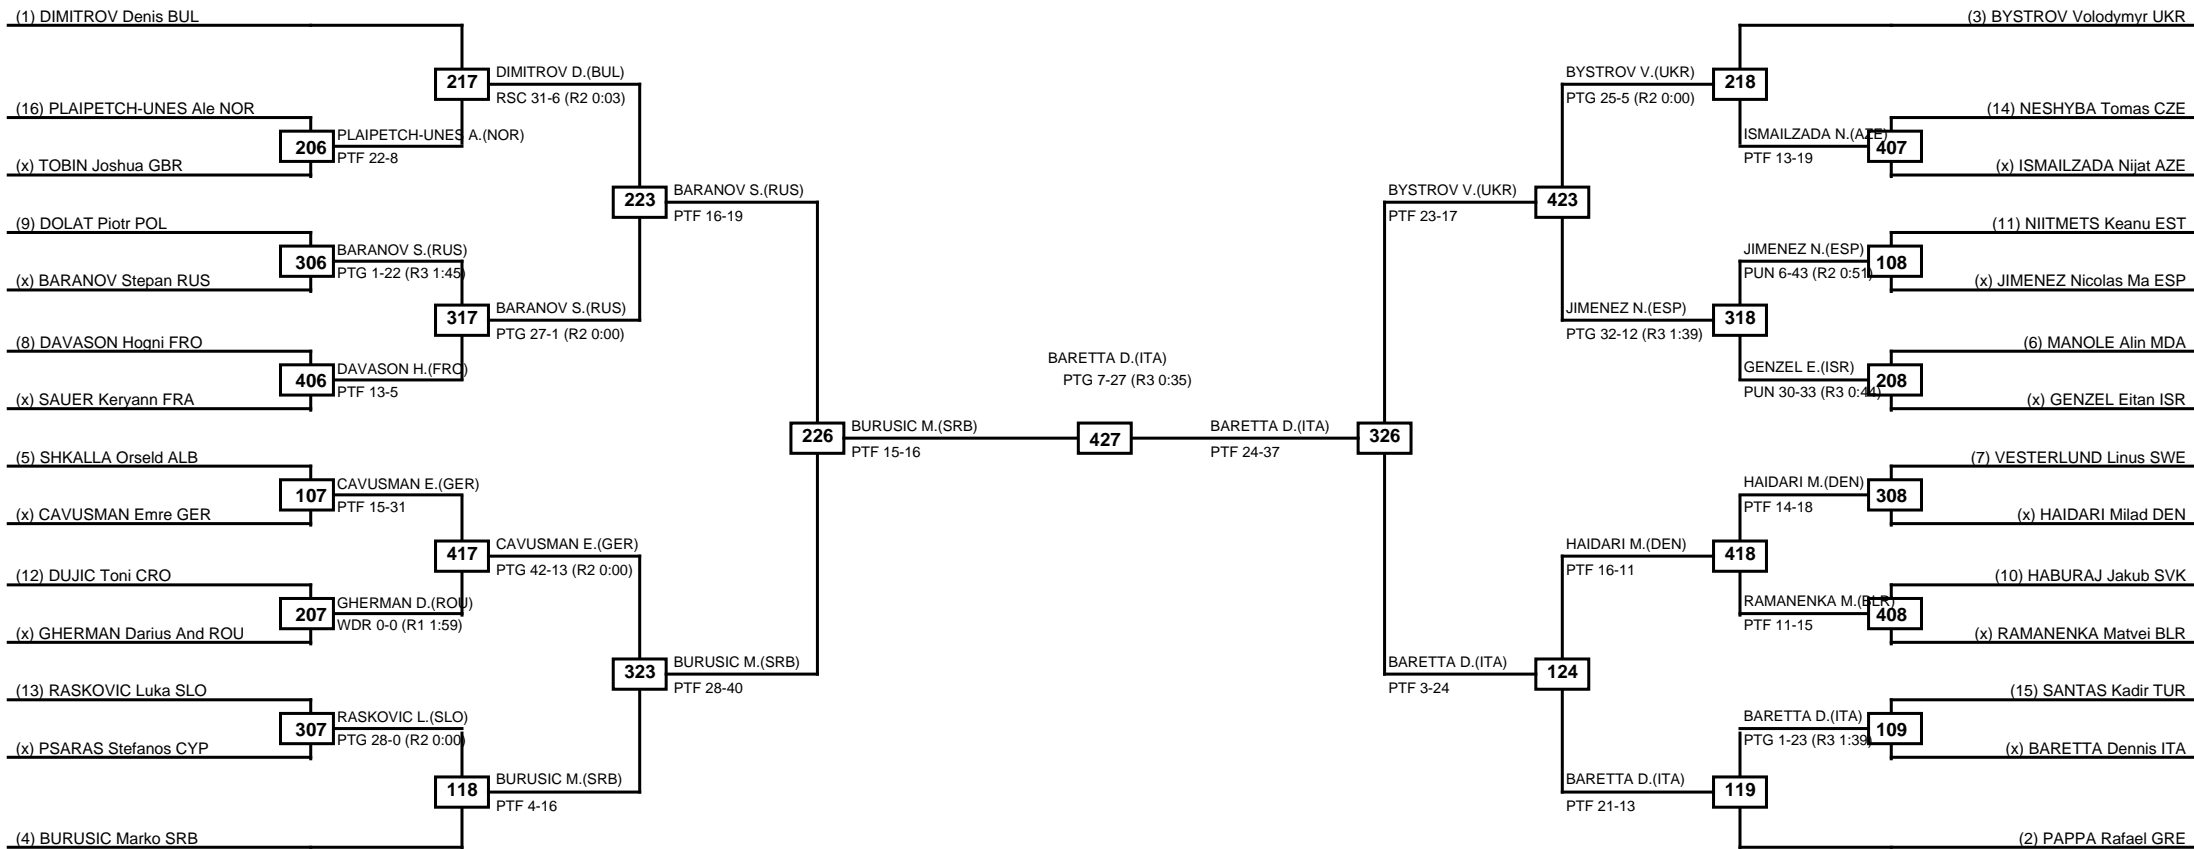 (1) DIMITROV Denis BUL
217
DIMITROV D.(BUL)
RSC 31-6 (R2 0:03)
(16) PLAIPETCH-UNES Ale NOR
206
PLAIPETCH-UNES A.(NOR)
PTF 22-8
(x) TOBIN Joshua GBR
223
BARANOV S.(RUS)
PTF 16-19
(9) DOLAT Piotr POL
306
BARANOV S.(RUS)
PTG 1-22 (R3 1:45)
(x) BARANOV Stepan RUS
317
BARANOV S.(RUS)
PTG 27-1 (R2 0:00)
(8) DAVASON Hogni FRO
406
DAVASON H.(FRO)
PTF 13-5
(x) SAUER Keryann FRA
226
BURUSIC M.(SRB)
PTF 15-16
(5) SHKALLA Orseld ALB
107
CAVUSMAN E.(GER)
PTF 15-31
(x) CAVUSMAN Emre GER
417
CAVUSMAN E.(GER)
PTG 42-13 (R2 0:00)
(12) DUJIC Toni CRO
207
GHERMAN D.(ROU)
WDR 0-0 (R1 1:59)
(x) GHERMAN Darius And ROU
323
BURUSIC M.(SRB)
PTF 28-40
(13) RASKOVIC Luka SLO
307
RASKOVIC L.(SLO)
PTG 28-0 (R2 0:00)
(x) PSARAS Stefanos CYP
118
BURUSIC M.(SRB)
PTF 4-16
(4) BURUSIC Marko SRB
BARETTA D.(ITA)
PTG 7-27 (R3 0:35)
427
BARETTA D.(ITA)
PTF 24-37
326
(3) BYSTROV Volodymyr UKR
BYSTROV V.(UKR)
PTG 25-5 (R2 0:00)
218
(14) NESHYBA Tomas CZE
ISMAILZADA N.(AZE)
PTF 13-19
407
(x) ISMAILZADA Nijat AZE
BYSTROV V.(UKR)
PTF 23-17
423
(11) NIITMETS Keanu EST
JIMENEZ N.(ESP)
PUN 6-43 (R2 0:51)
108
(x) JIMENEZ Nicolas Ma ESP
JIMENEZ N.(ESP)
PTG 32-12 (R3 1:39)
318
(6) MANOLE Alin MDA
GENZEL E.(ISR)
PUN 30-33 (R3 0:44)
208
(x) GENZEL Eitan ISR
(7) VESTERLUND Linus SWE
HAIDARI M.(DEN)
PTF 14-18
308
(x) HAIDARI Milad DEN
HAIDARI M.(DEN)
PTF 16-11
418
(10) HABURAJ Jakub SVK
RAMANENKA M.(BLR)
PTF 11-15
408
(x) RAMANENKA Matvei BLR
BARETTA D.(ITA)
PTF 3-24
124
(15) SANTAS Kadir TUR
BARETTA D.(ITA)
PTG 1-23 (R3 1:39)
109
(x) BARETTA Dennis ITA
BARETTA D.(ITA)
PTF 21-13
119
(2) PAPPA Rafael GRE